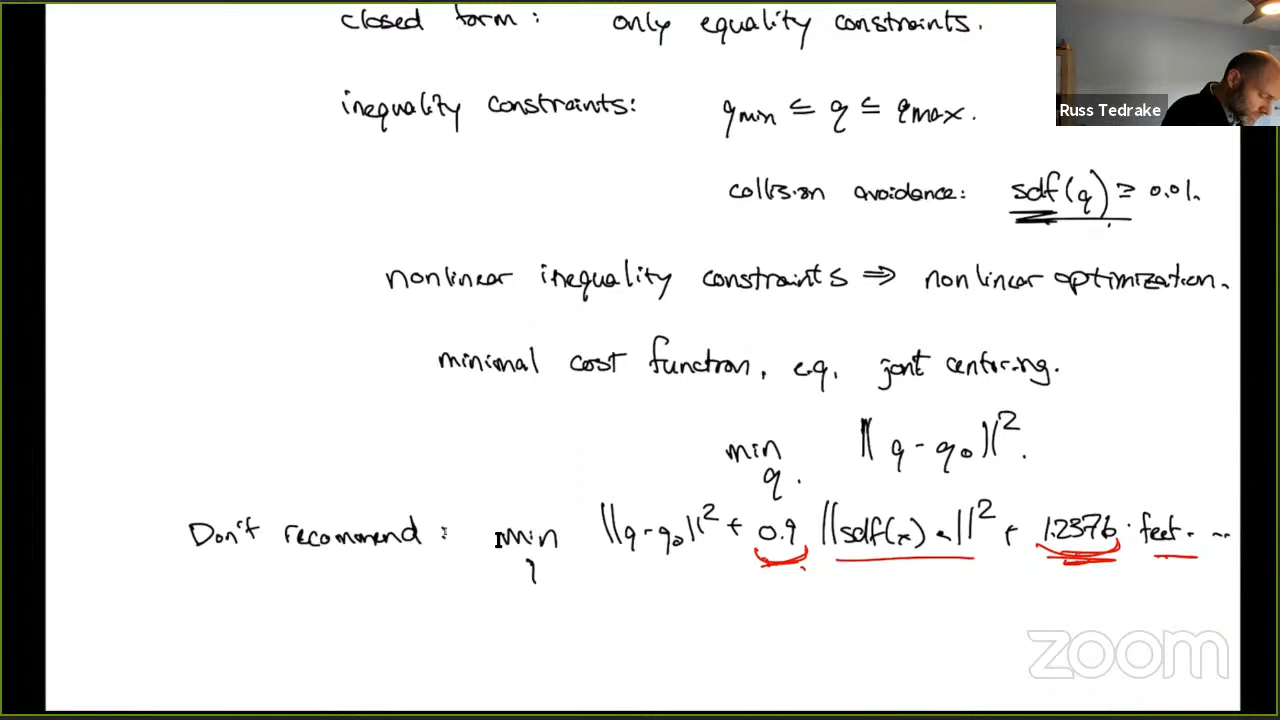 closed form : only equality constraints.
Russ Tedrake
inequality constraints: qmin ≤ q ≤ qmax.
collision avoidance: sdf(q) ≥ 0.01.
nonlinear inequality constraints ⇒ nonlinear optimization.
minimal cost function, e.g. joint centering.
min ||q - q0||².
q.
Don't recommend : min ||q-q0||² + 0.9 ||sdf(x) ||² + 1.2376 · feet. ...
zoom